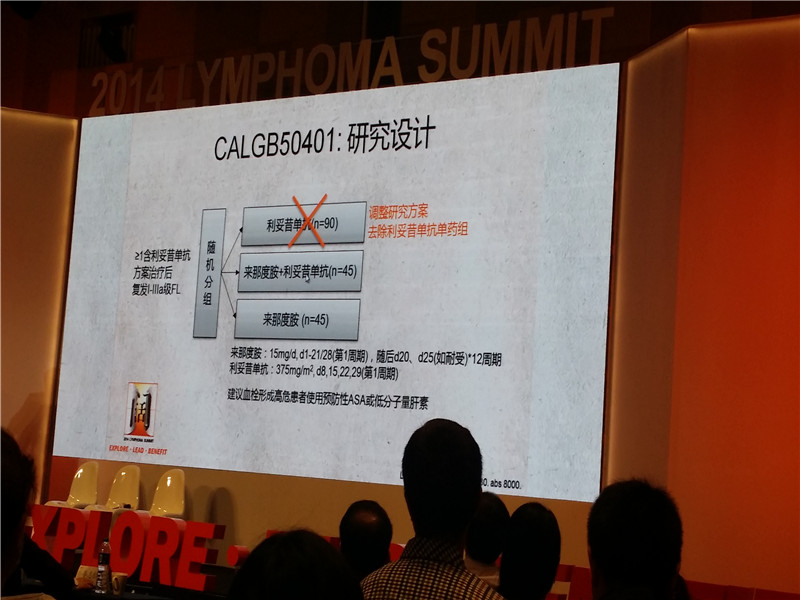 2014 LYMPHOMA SUMMIT
CALGB50401: 研究设计
≥1含利妥昔单抗
方案治疗后
复发I-IIIa级FL
随机分组
利妥昔单抗(n=90)
调整研究方案
去除利妥昔单抗单药组
来那度胺+利妥昔单抗(n=45)
来那度胺 (n=45)
来那度胺：15mg/d, d1-21/28(第1周期)，随后d20、d25(如耐受)*12周期
利妥昔单抗：375mg/m², d8,15,22,29(第1周期)
建议血栓形成高危患者使用预防性ASA或低分子量肝素
阔
2014 LYMPHOMA SUMMIT
EXPLORE · LEAD · BENEFIT
abs 8000.
XPLORE